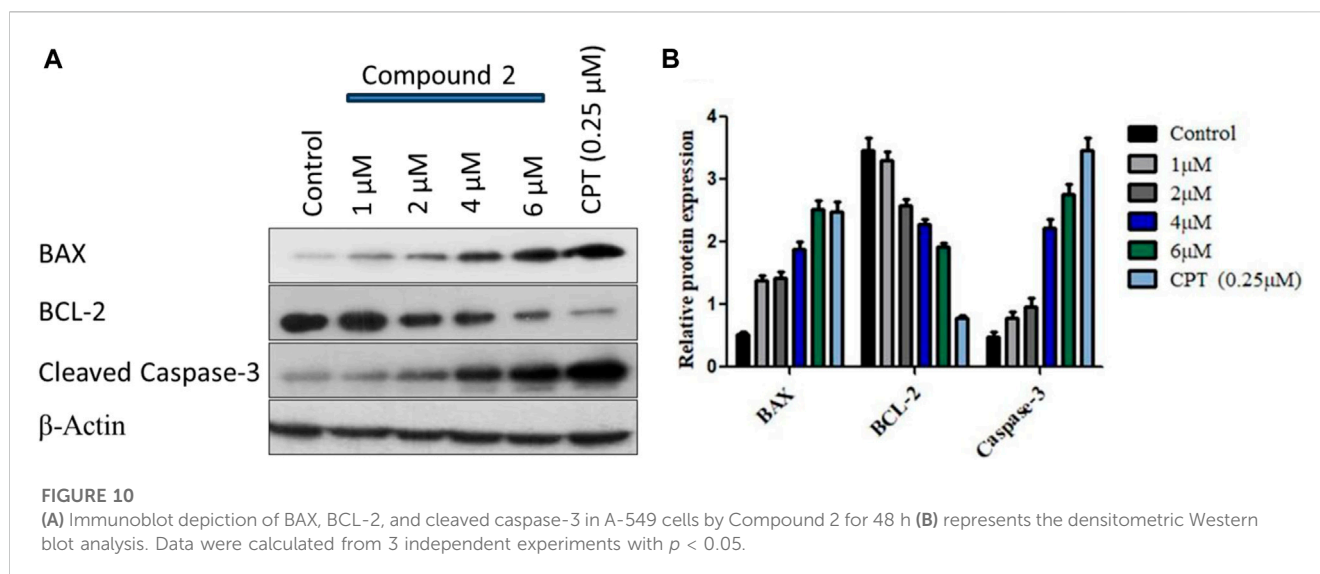 A
Compound 2
Control
1 µM
2 µM
4 µM
6 µM
CPT (0.25 µM)
BAX
BCL-2
Cleaved Caspase-3
β-Actin
B
Relative protein expression
4
3
2
1
0
BAX
BCL-2
Caspase-3
Control
1µM
2µM
4µM
6µM
CPT (0.25µM)
FIGURE 10
(A) Immunoblot depiction of BAX, BCL-2, and cleaved caspase-3 in A-549 cells by Compound 2 for 48 h (B) represents the densitometric Western
blot analysis. Data were calculated from 3 independent experiments with p < 0.05.